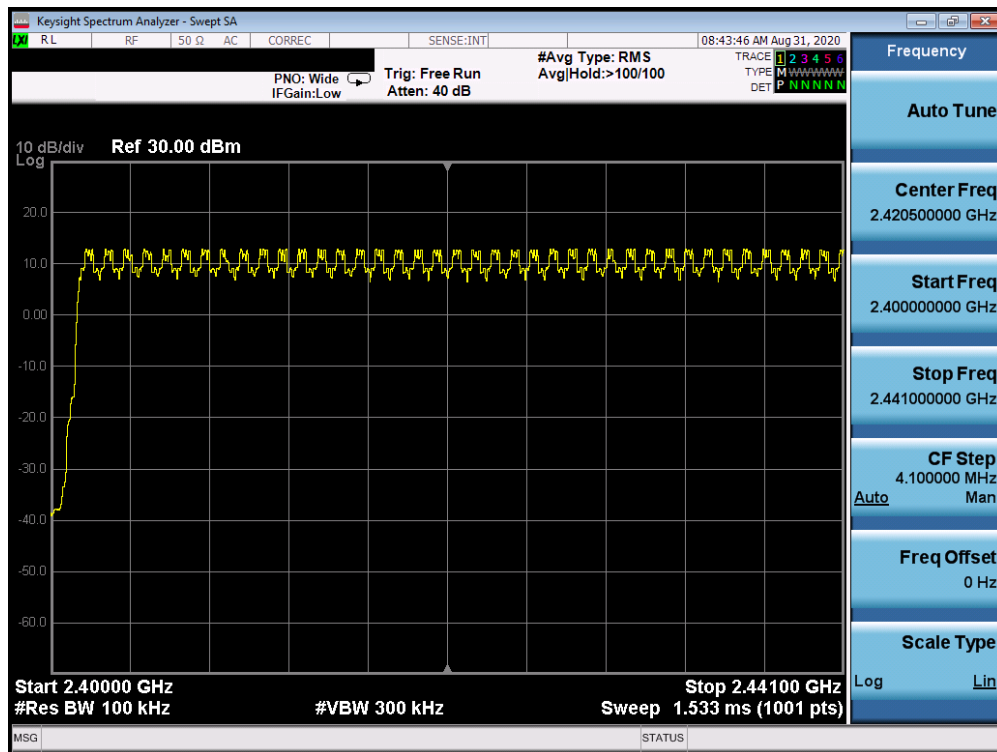 Keysight Spectrum Analyzer - Swept SA
LXI RL RF 50 Ω AC CORREC SENSE:INT 08:43:46 AM Aug 31, 2020
Frequency
PNO: Wide
IFGain:Low
Trig: Free Run
Atten: 40 dB
#Avg Type: RMS
Avg|Hold:>100/100
TRACE 1 2 3 4 5 6
TYPE M WWWWWW
DET P N N N N N
10 dB/div Ref 30.00 dBm
Log
20.0
10.0
0.00
-10.0
-20.0
-30.0
-40.0
-50.0
-60.0
Start 2.40000 GHz Stop 2.44100 GHz
#Res BW 100 kHz #VBW 300 kHz Sweep 1.533 ms (1001 pts)
MSG STATUS
Auto Tune
Center Freq
2.420500000 GHz
Start Freq
2.400000000 GHz
Stop Freq
2.441000000 GHz
CF Step
4.100000 MHz
Auto Man
Freq Offset
0 Hz
Scale Type
Log Lin